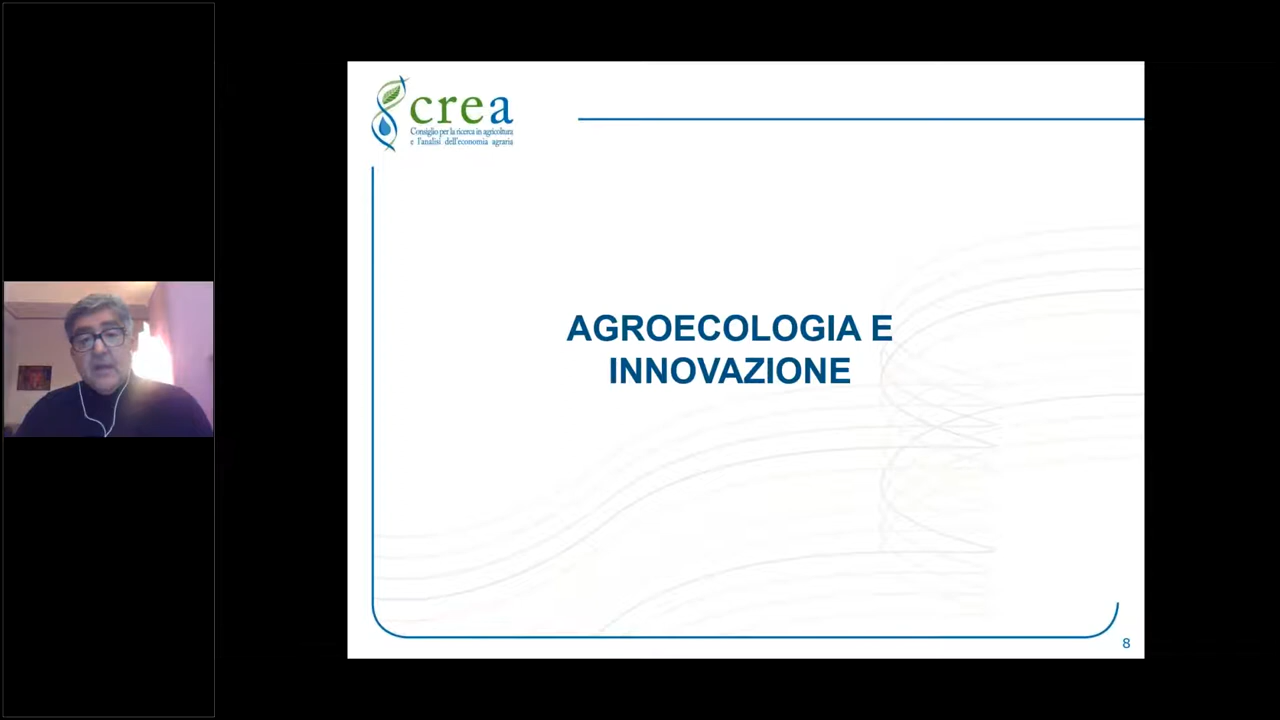 crea
Consiglio per la ricerca in agricoltura
e l'analisi dell'economia agraria
AGROECOLOGIA E
INNOVAZIONE
8